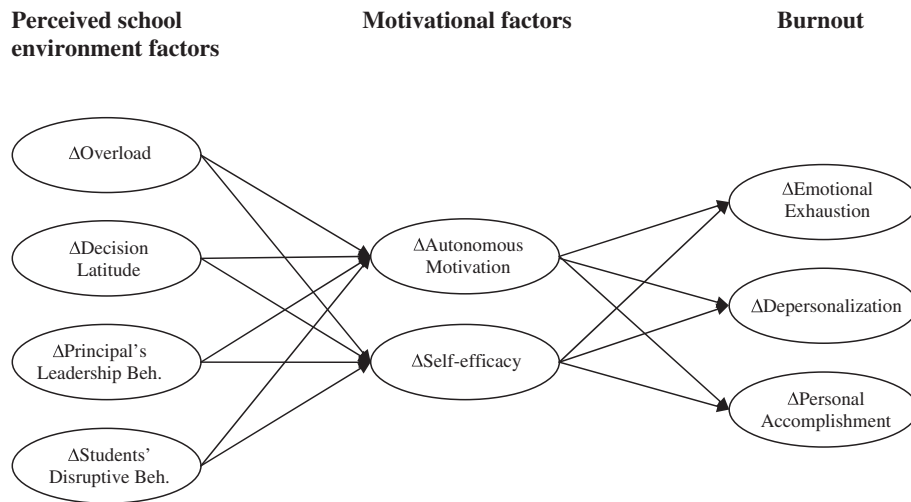 Perceived school
environment factors
Motivational factors
Burnout
ΔOverload
ΔDecision
Latitude
ΔPrincipal's
Leadership Beh.
ΔStudents'
Disruptive Beh.
ΔAutonomous
Motivation
ΔSelf-efficacy
ΔEmotional
Exhaustion
ΔDepersonalization
ΔPersonal
Accomplishment